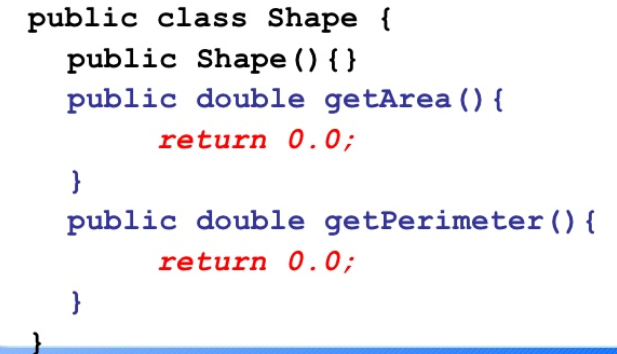 public class Shape {
public Shape(){}
public double getArea(){
return 0.0;
}
public double getPerimeter(){
return 0.0;
}
}